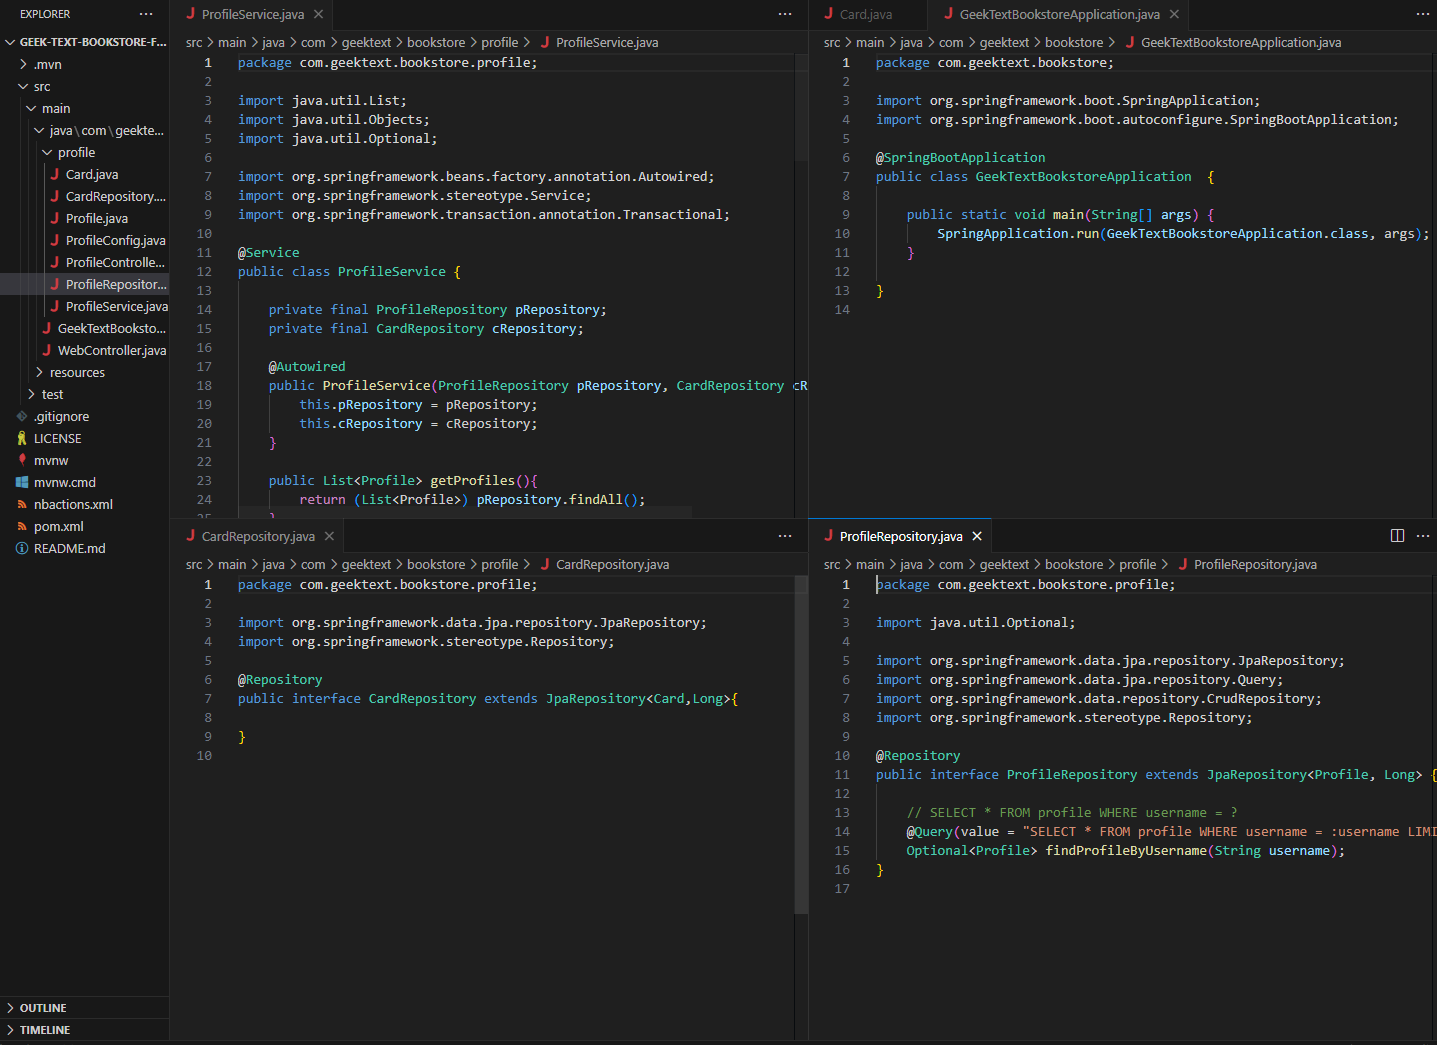 EXPLORER
GEEK-TEXT-BOOKSTORE-F...
.mvn
src
main
java\com\geekte...
profile
Card.java
CardRepository....
Profile.java
ProfileConfig.java
ProfileControlle...
ProfileRepositor...
ProfileService.java
GeekTextBooksto...
WebController.java
resources
test
.gitignore
LICENSE
mvnw
mvnw.cmd
nbactions.xml
pom.xml
README.md
OUTLINE
TIMELINE
ProfileService.java
src > main > java > com > geektext > bookstore > profile > ProfileService.java
1 package com.geektext.bookstore.profile;
2
3 import java.util.List;
4 import java.util.Objects;
5 import java.util.Optional;
6
7 import org.springframework.beans.factory.annotation.Autowired;
8 import org.springframework.stereotype.Service;
9 import org.springframework.transaction.annotation.Transactional;
10
11 @Service
12 public class ProfileService {
13
14 private final ProfileRepository pRepository;
15 private final CardRepository cRepository;
16
17 @Autowired
18 public ProfileService(ProfileRepository pRepository, CardRepository cR
19 this.pRepository = pRepository;
20 this.cRepository = cRepository;
21 }
22
23 public List<Profile> getProfiles(){
24 return (List<Profile>) pRepository.findAll();
25 }
Card.java GeekTextBookstoreApplication.java
src > main > java > com > geektext > bookstore > GeekTextBookstoreApplication.java
1 package com.geektext.bookstore;
2
3 import org.springframework.boot.SpringApplication;
4 import org.springframework.boot.autoconfigure.SpringBootApplication;
5
6 @SpringBootApplication
7 public class GeekTextBookstoreApplication {
8
9 public static void main(String[] args) {
10 SpringApplication.run(GeekTextBookstoreApplication.class, args);
11 }
12
13 }
14
CardRepository.java
src > main > java > com > geektext > bookstore > profile > CardRepository.java
1 package com.geektext.bookstore.profile;
2
3 import org.springframework.data.jpa.repository.JpaRepository;
4 import org.springframework.stereotype.Repository;
5
6 @Repository
7 public interface CardRepository extends JpaRepository<Card,Long>{
8
9 }
10
ProfileRepository.java
src > main > java > com > geektext > bookstore > profile > ProfileRepository.java
1 package com.geektext.bookstore.profile;
2
3 import java.util.Optional;
4
5 import org.springframework.data.jpa.repository.JpaRepository;
6 import org.springframework.data.jpa.repository.Query;
7 import org.springframework.data.repository.CrudRepository;
8 import org.springframework.stereotype.Repository;
9
10 @Repository
11 public interface ProfileRepository extends JpaRepository<Profile, Long> {
12
13 // SELECT * FROM profile WHERE username = ?
14 @Query(value = "SELECT * FROM profile WHERE username = :username LIMI
15 Optional<Profile> findProfileByUsername(String username);
16 }
17